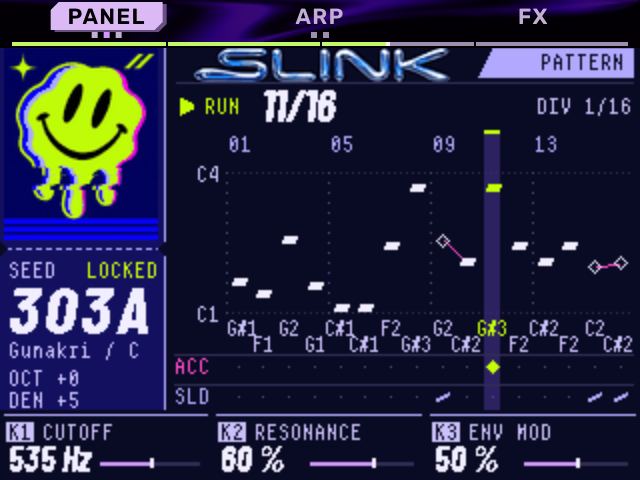 PANEL ARP FX
SLINK
PATTERN
RUN 11/16 DIV 1/16
01 05 09 13
C4
C1
G#1 F1 G2 G1 C#1 C#1 F2 G#3 G2 C#2 G#3 F2 C#2 F2 C2 C#2
ACC
SLD
SEED LOCKED
303A
Gunakri / C
OCT +0
DEN +5
K1 CUTOFF
535 Hz
K2 RESONANCE
60 %
K3 ENV MOD
50 %